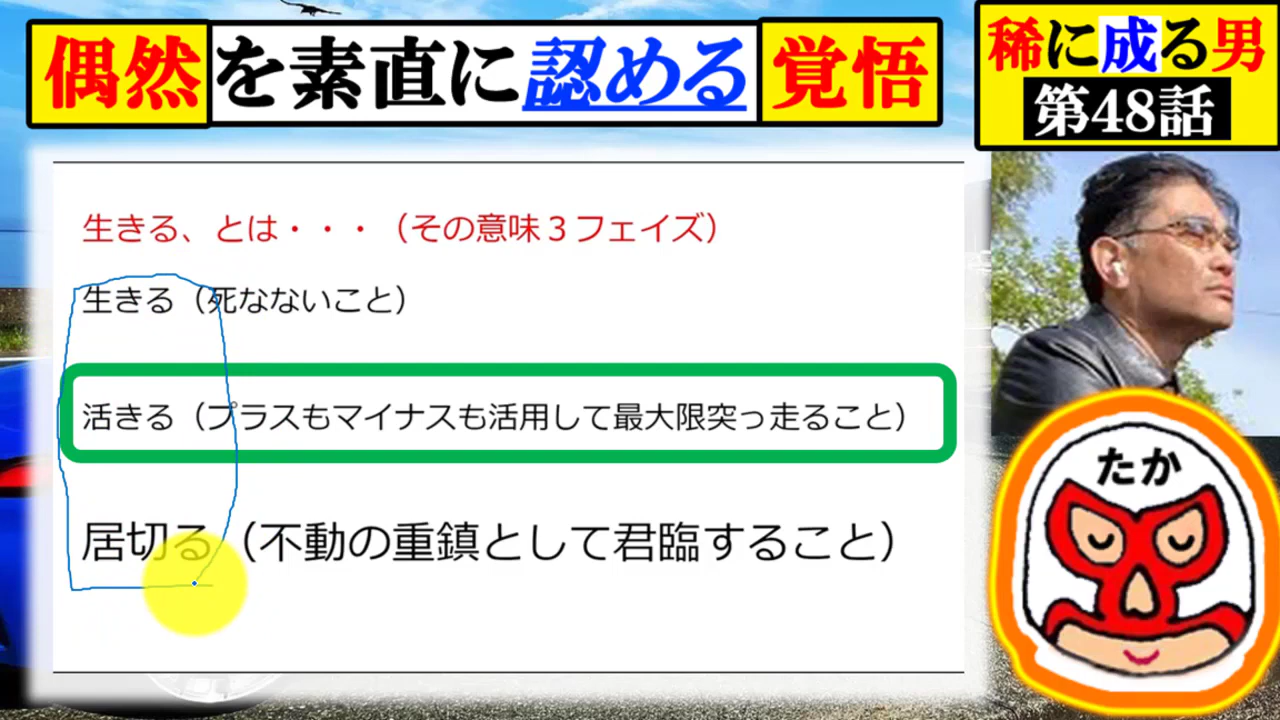 偶然を素直に認める覚悟
稀に成る男
第48話
生きる、とは・・・（その意味３フェイズ）
生きる（死なないこと）
活きる（プラスもマイナスも活用して最大限突っ走ること）
居切る（不動の重鎮として君臨すること）
たか